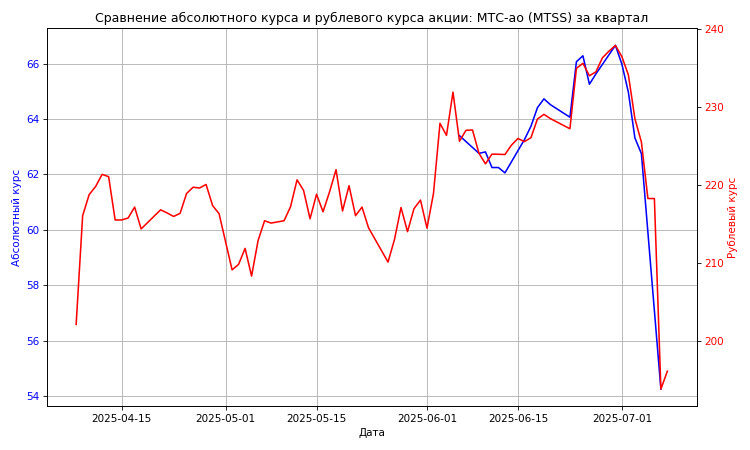 Сравнение абсолютного курса и рублевого курса акции: МТС-ао (MTSS) за квартал
240
66
230
64
62
220
Абсолютный курс
Рублевый курс
60
210
58
56
200
54
2025-04-15 2025-05-01 2025-05-15 2025-06-01 2025-06-15 2025-07-01
Дата